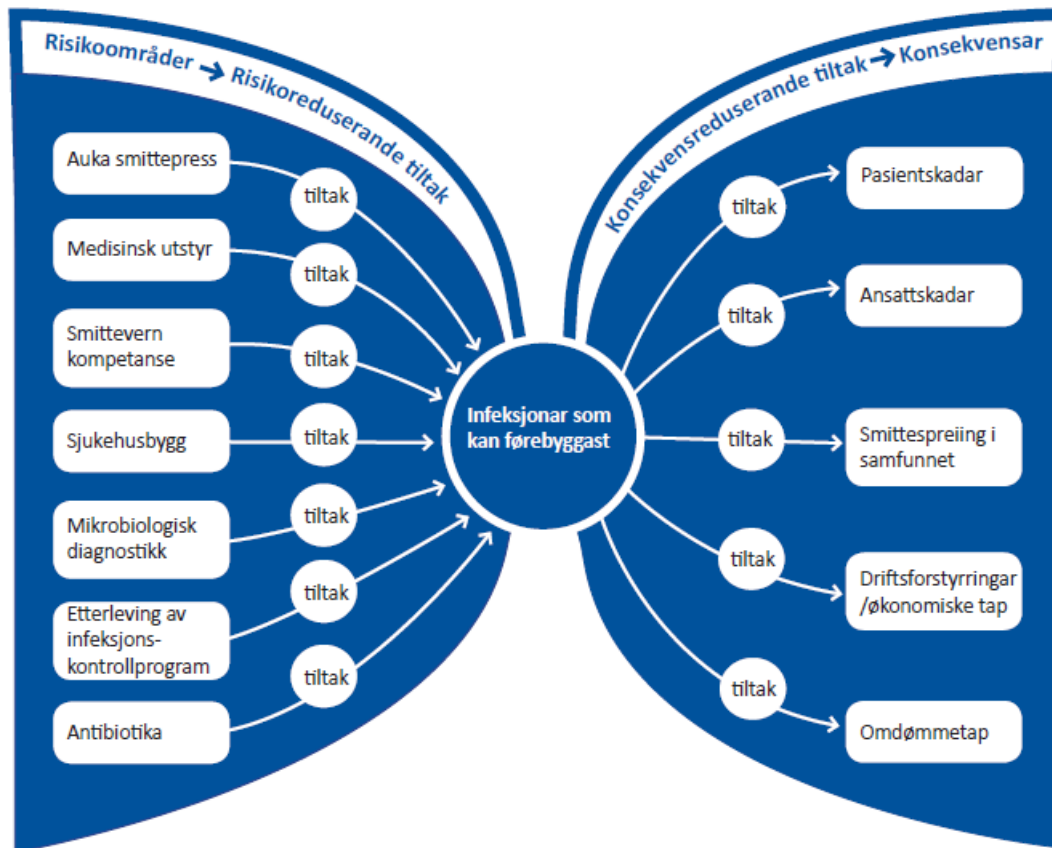 Risikoområder → Risikoreduserande tiltak
Konsekvensreduserande tiltak → Konsekvensar
Auka smittepress
tiltak
Medisinsk utstyr
tiltak
Smittevern
kompetanse
tiltak
Sjukehusbygg
tiltak
Mikrobiologisk
diagnostikk
tiltak
Etterleving av
infeksjons-
kontrollprogram
tiltak
Antibiotika
tiltak
Infeksjonar som
kan førebyggast
tiltak
Pasientskadar
tiltak
Ansattskadar
tiltak
Smittespreiing i
samfunnet
tiltak
Driftsforstyrringar
/økonomiske tap
tiltak
Omdømmetap